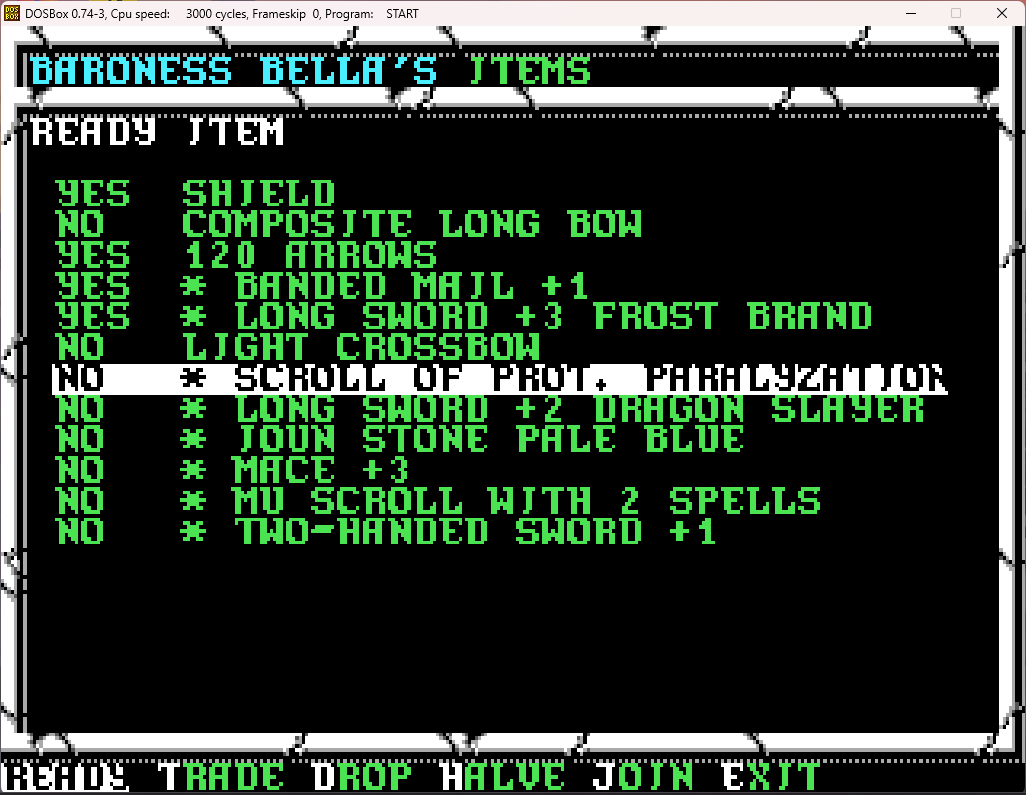 DOSBox 0.74-3, Cpu speed: 3000 cycles, Frameskip 0, Program: START
BARONESS BELLA'S ITEMS
READY ITEM
YES SHIELD
NO COMPOSITE LONG BOW
YES 120 ARROWS
YES * BANDED MAIL +1
YES * LONG SWORD +3 FROST BRAND
NO LIGHT CROSSBOW
NO * SCROLL OF PROT. PARALYZATION
NO * LONG SWORD +2 DRAGON SLAYER
NO * IOUN STONE PALE BLUE
NO * MACE +3
NO * MU SCROLL WITH 2 SPELLS
NO * TWO-HANDED SWORD +1
READY TRADE DROP HALVE JOIN EXIT